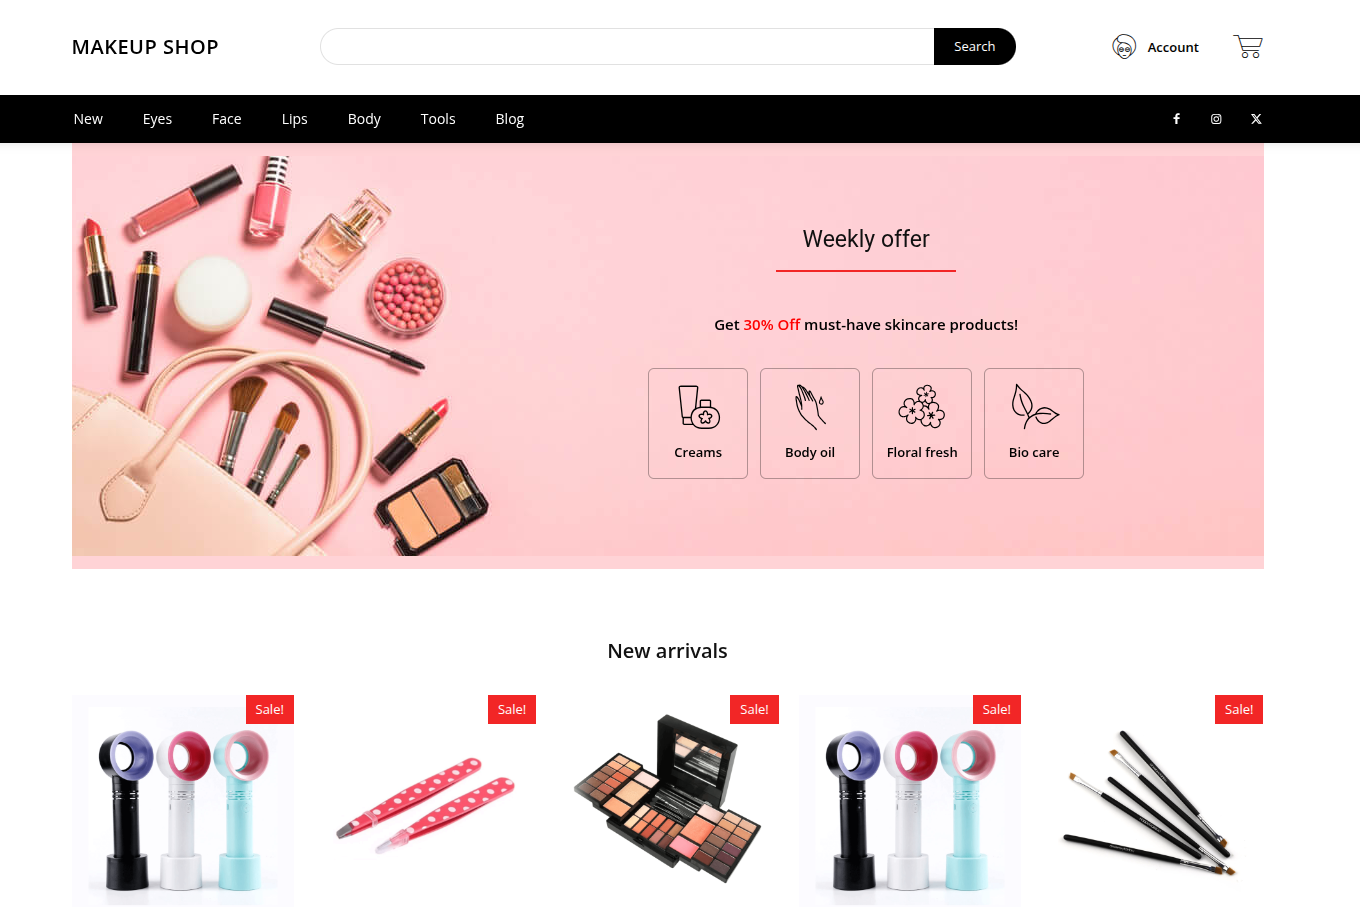 MAKEUP SHOP
Search
Account
New Eyes Face Lips Body Tools Blog
Weekly offer
Get 30% Off must-have skincare products!
Creams Body oil Floral fresh Bio care
New arrivals
Sale! Sale! Sale! Sale! Sale!